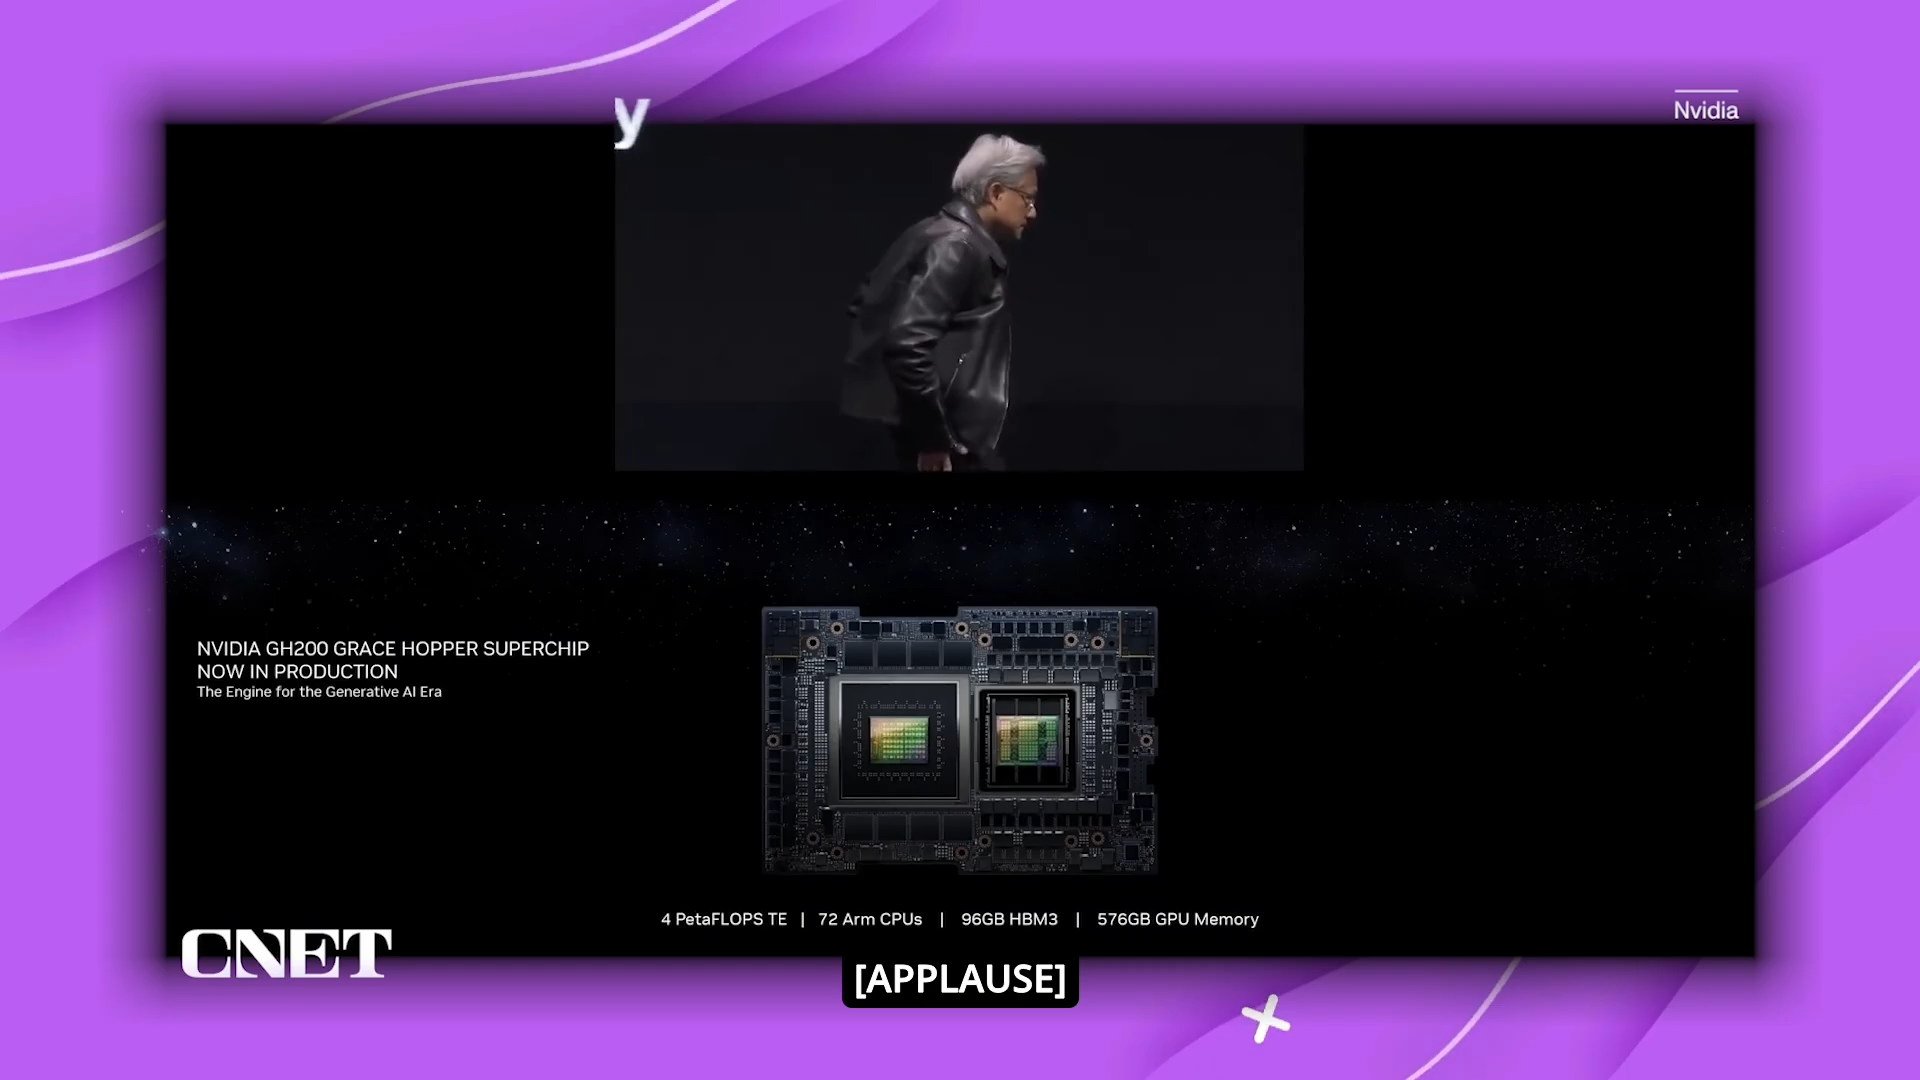 y
Nvidia
NVIDIA GH200 GRACE HOPPER SUPERCHIP
NOW IN PRODUCTION
The Engine for the Generative AI Era
4 PetaFLOPS TE | 72 Arm CPUs | 96GB HBM3 | 576GB GPU Memory
CNET
[APPLAUSE]